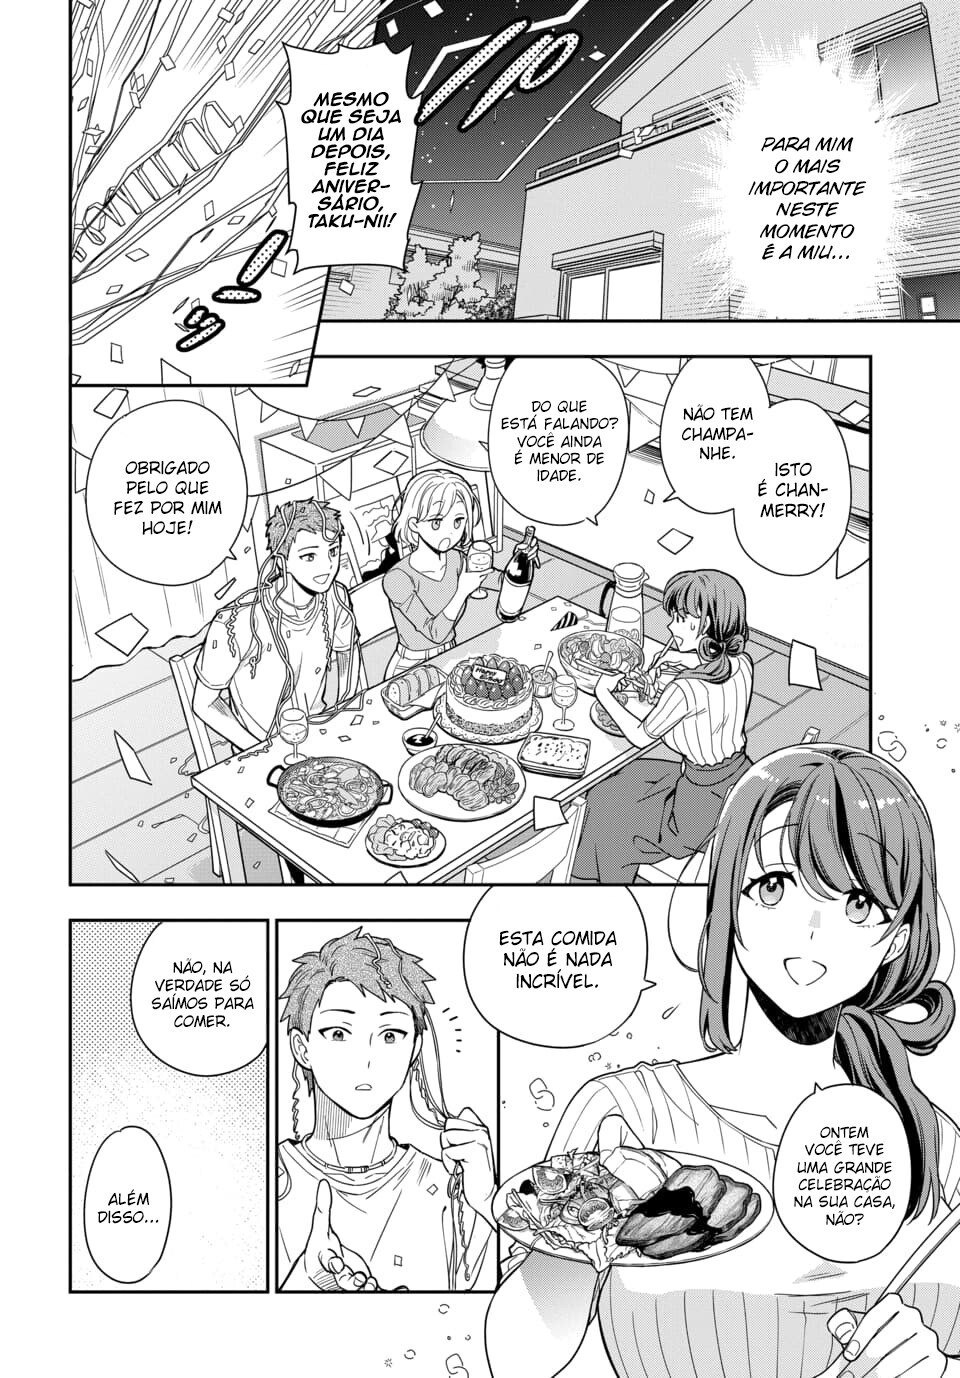 PARA MIM
O MAIS
IMPORTANTE
NESTE
MOMENTO
É A MIU...
MESMO
QUE SEJA
UM DIA
DEPOIS,
FELIZ
ANIVER-
SÁRIO,
TAKU-NII!
NÃO TEM
CHAMPA-
NHE.
ISTO
É CHAN-
MERRY!
DO QUE
ESTÁ FALANDO?
VOCÊ AINDA
É MENOR DE
IDADE.
OBRIGADO
PELO QUE
FEZ POR MIM
HOJE!
Happy
Birthday
ESTA COMIDA
NÃO É NADA
INCRÍVEL.
ONTEM
VOCÊ TEVE
UMA GRANDE
CELEBRAÇÃO
NA SUA CASA,
NÃO?
NÃO, NA
VERDADE SÓ
SAÍMOS PARA
COMER.
ALÉM
DISSO...